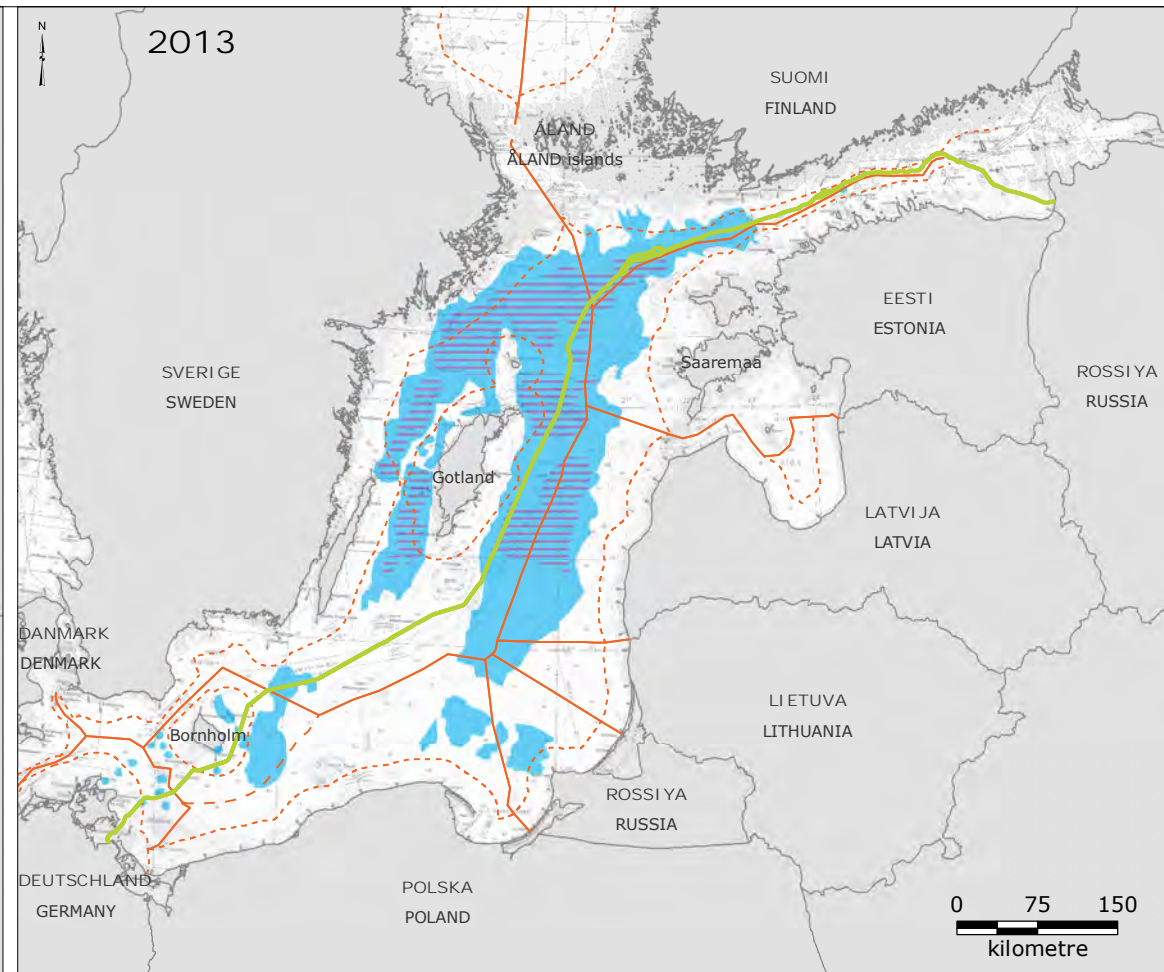 N
2013
SUOMI
FINLAND
ÅLAND
ÅLAND islands
EESTI
ESTONIA
Saaremaa
SVERIGE
SWEDEN
ROSSIYA
RUSSIA
Gotland
LATVIJA
LATVIA
DANMARK
DENMARK
LIETUVA
LITHUANIA
Bornholm
ROSSIYA
RUSSIA
DEUTSCHLAND
GERMANY
POLSKA
POLAND
0 75 150
kilometre